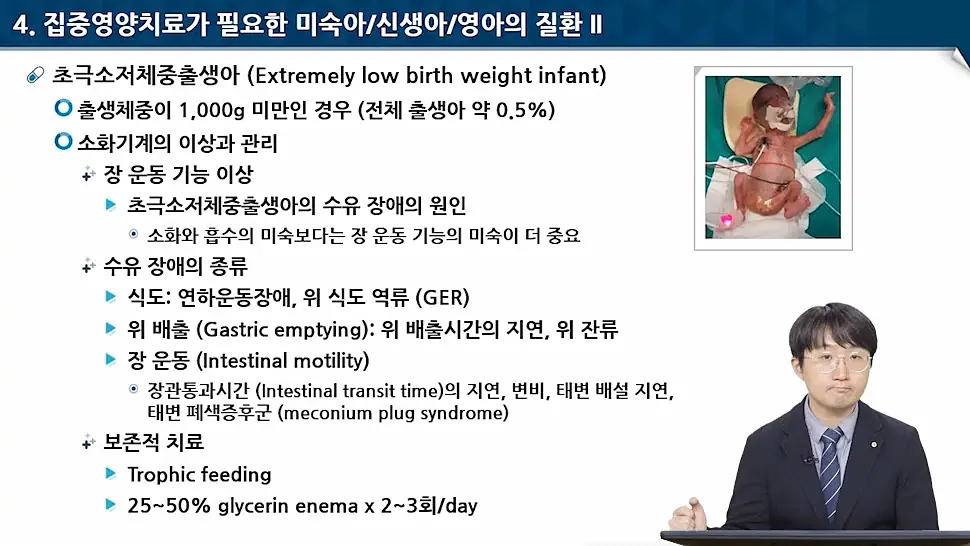 4. 집중영양치료가 필요한 미숙아/신생아/영아의 질환 II
초극소저체중출생아 (Extremely low birth weight infant)
출생체중이 1,000g 미만인 경우 (전체 출생아 약 0.5%)
소화기계의 이상과 관리
장 운동 기능 이상
초극소저체중출생아의 수유 장애의 원인
소화와 흡수의 미숙보다는 장 운동 기능의 미숙이 더 중요
수유 장애의 종류
식도: 연하운동장애, 위 식도 역류 (GER)
위 배출 (Gastric emptying): 위 배출시간의 지연, 위 잔류
장 운동 (Intestinal motility)
장관통과시간 (Intestinal transit time)의 지연, 변비, 태변 배설 지연,
태변 폐색증후군 (meconium plug syndrome)
보존적 치료
Trophic feeding
25~50% glycerin enema x 2~3회/day